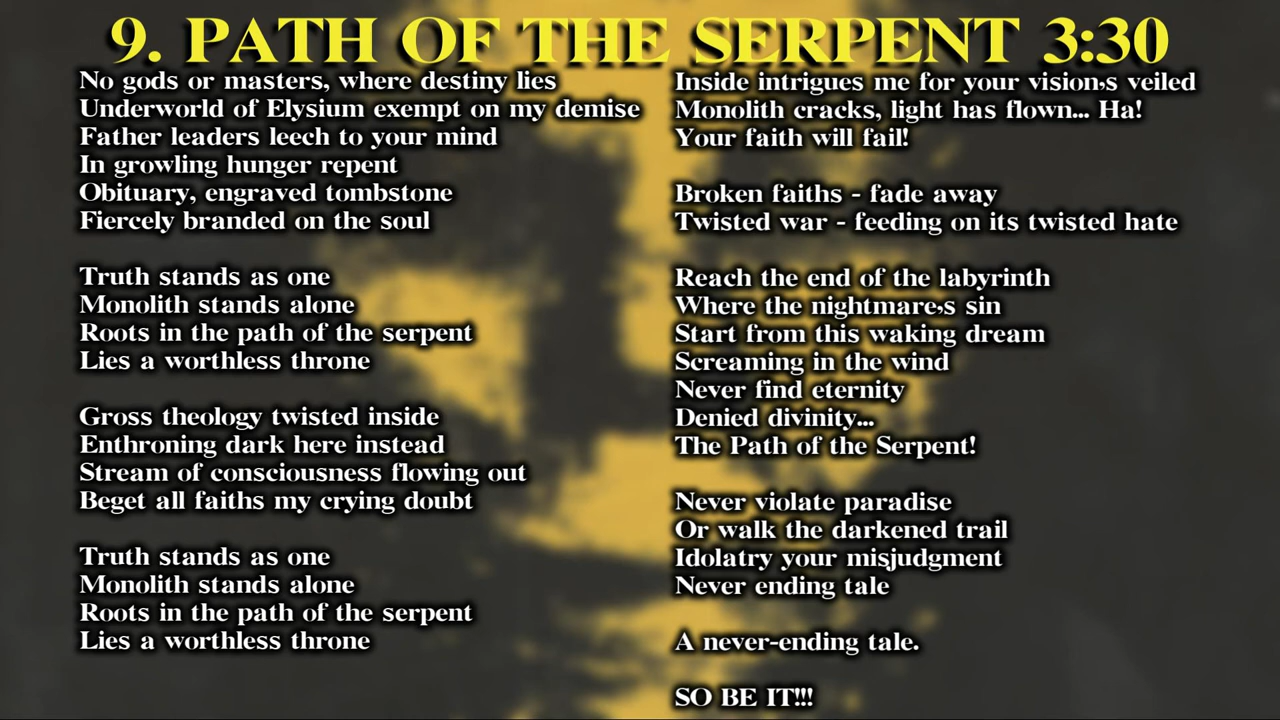 9. PATH OF THE SERPENT 3:30
No gods or masters, where destiny lies
Underworld of Elysium exempt on my demise
Father leaders leech to your mind
In growling hunger repent
Obituary, engraved tombstone
Fiercely branded on the soul
Truth stands as one
Monolith stands alone
Roots in the path of the serpent
Lies a worthless throne
Gross theology twisted inside
Enthroning dark here instead
Stream of consciousness flowing out
Beget all faiths my crying doubt
Truth stands as one
Monolith stands alone
Roots in the path of the serpent
Lies a worthless throne
Inside intrigues me for your vision,s veiled
Monolith cracks, light has flown... Ha!
Your faith will fail!
Broken faiths - fade away
Twisted war - feeding on its twisted hate
Reach the end of the labyrinth
Where the nightmare,s sin
Start from this waking dream
Screaming in the wind
Never find eternity
Denied divinity...
The Path of the Serpent!
Never violate paradise
Or walk the darkened trail
Idolatry your misjudgment
Never ending tale
A never-ending tale.
SO BE IT!!!